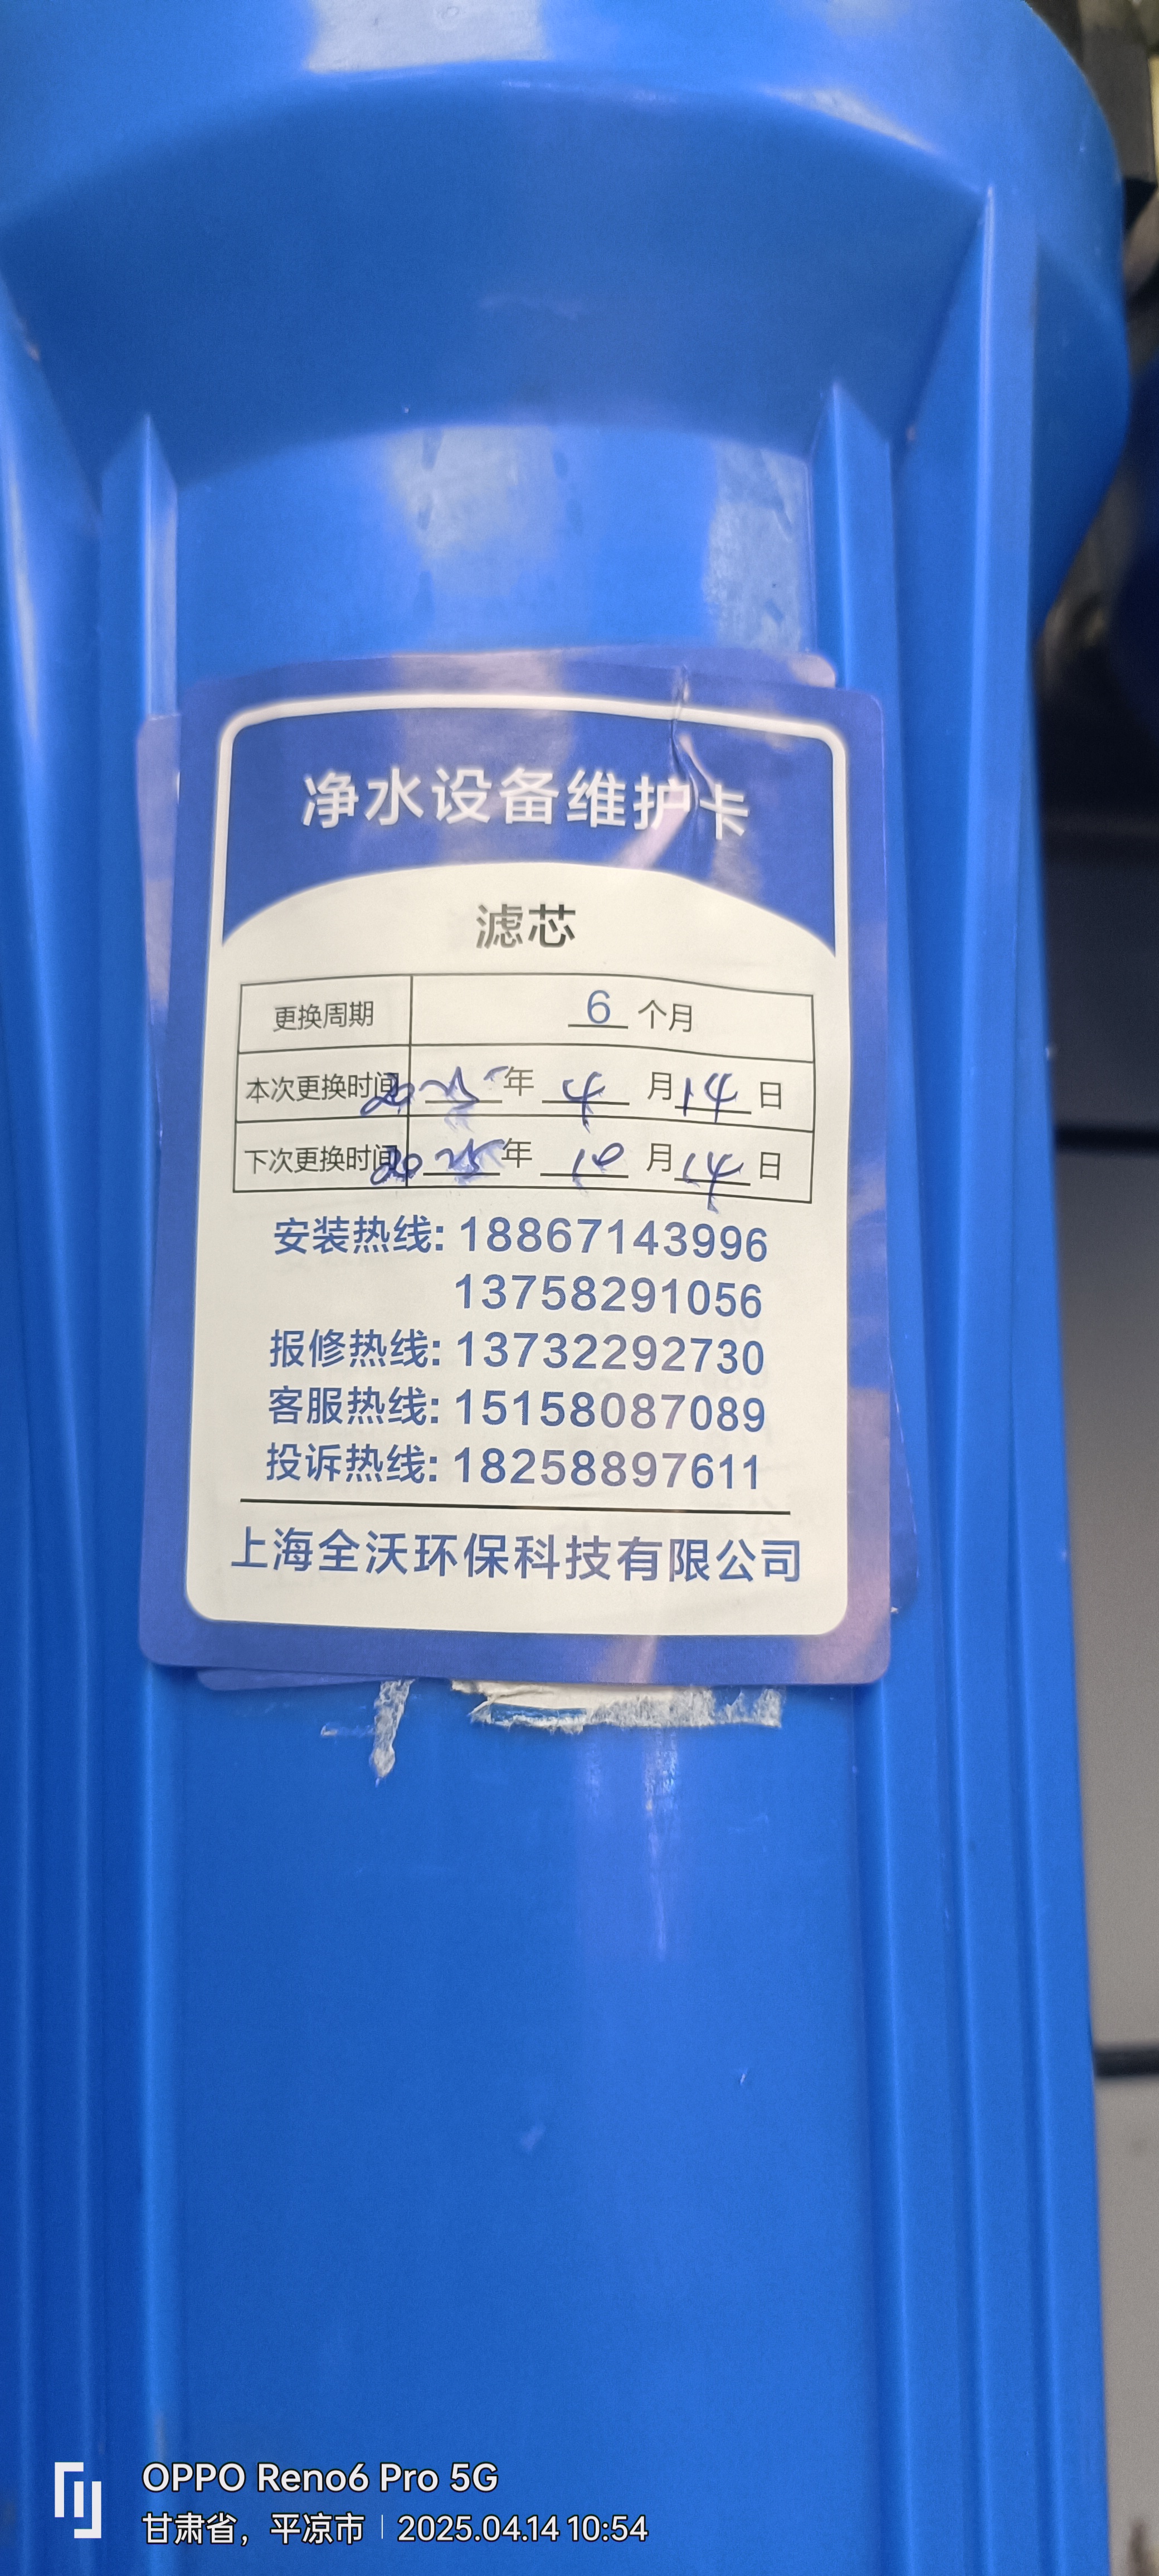 净水设备维护卡
滤芯
更换周期 6 个月
本次更换时间 2025 年 4 月 14 日
下次更换时间 2025 年 10 月 14 日
安装热线: 18867143996
13758291056
报修热线: 13732292730
客服热线: 15158087089
投诉热线: 18258897611
上海全沃环保科技有限公司
OPPO Reno6 Pro 5G
甘肃省，平凉市 | 2025.04.14 10:54